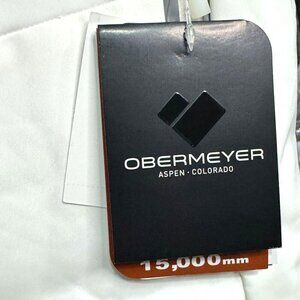 OBERMEYER
ASPEN · COLORADO
15,000mm